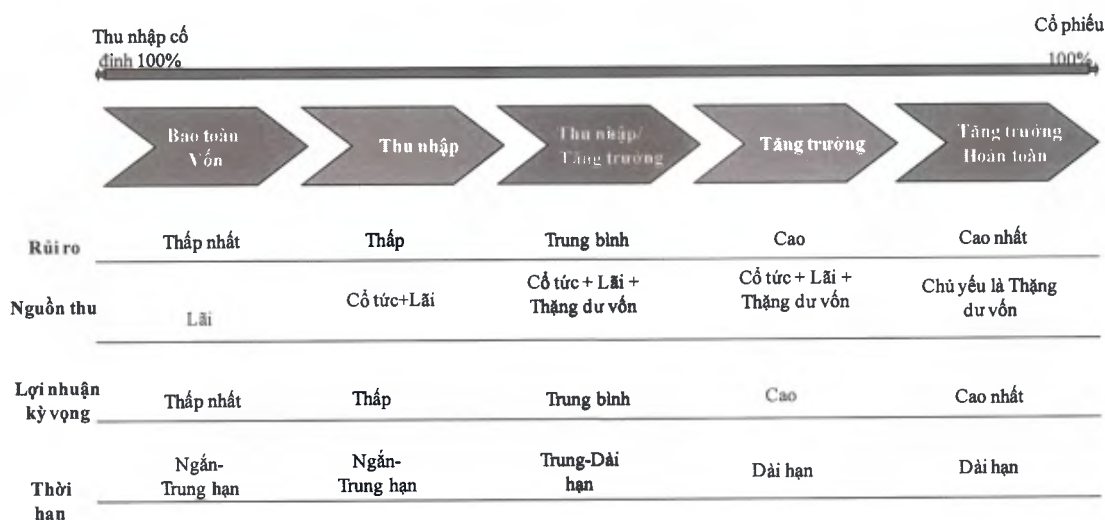 Thu nhập cố
định 100%
Cổ phiếu
100%
Bảo toàn
Vốn
Thu nhập
Thu nhập/
Tăng trưởng
Tăng trưởng
Tăng trưởng
Hoàn toàn
Rủi ro
Thấp nhất
Thấp
Trung bình
Cao
Cao nhất
Nguồn thu
Lãi
Cổ tức+Lãi
Cổ tức + Lãi +
Thặng dư vốn
Cổ tức + Lãi +
Thặng dư vốn
Chủ yếu là Thặng
dư vốn
Lợi nhuận
kỳ vọng
Thấp nhất
Thấp
Trung bình
Cao
Cao nhất
Thời
hạn
Ngắn-
Trung hạn
Ngắn-
Trung hạn
Trung-Dài
hạn
Dài hạn
Dài hạn